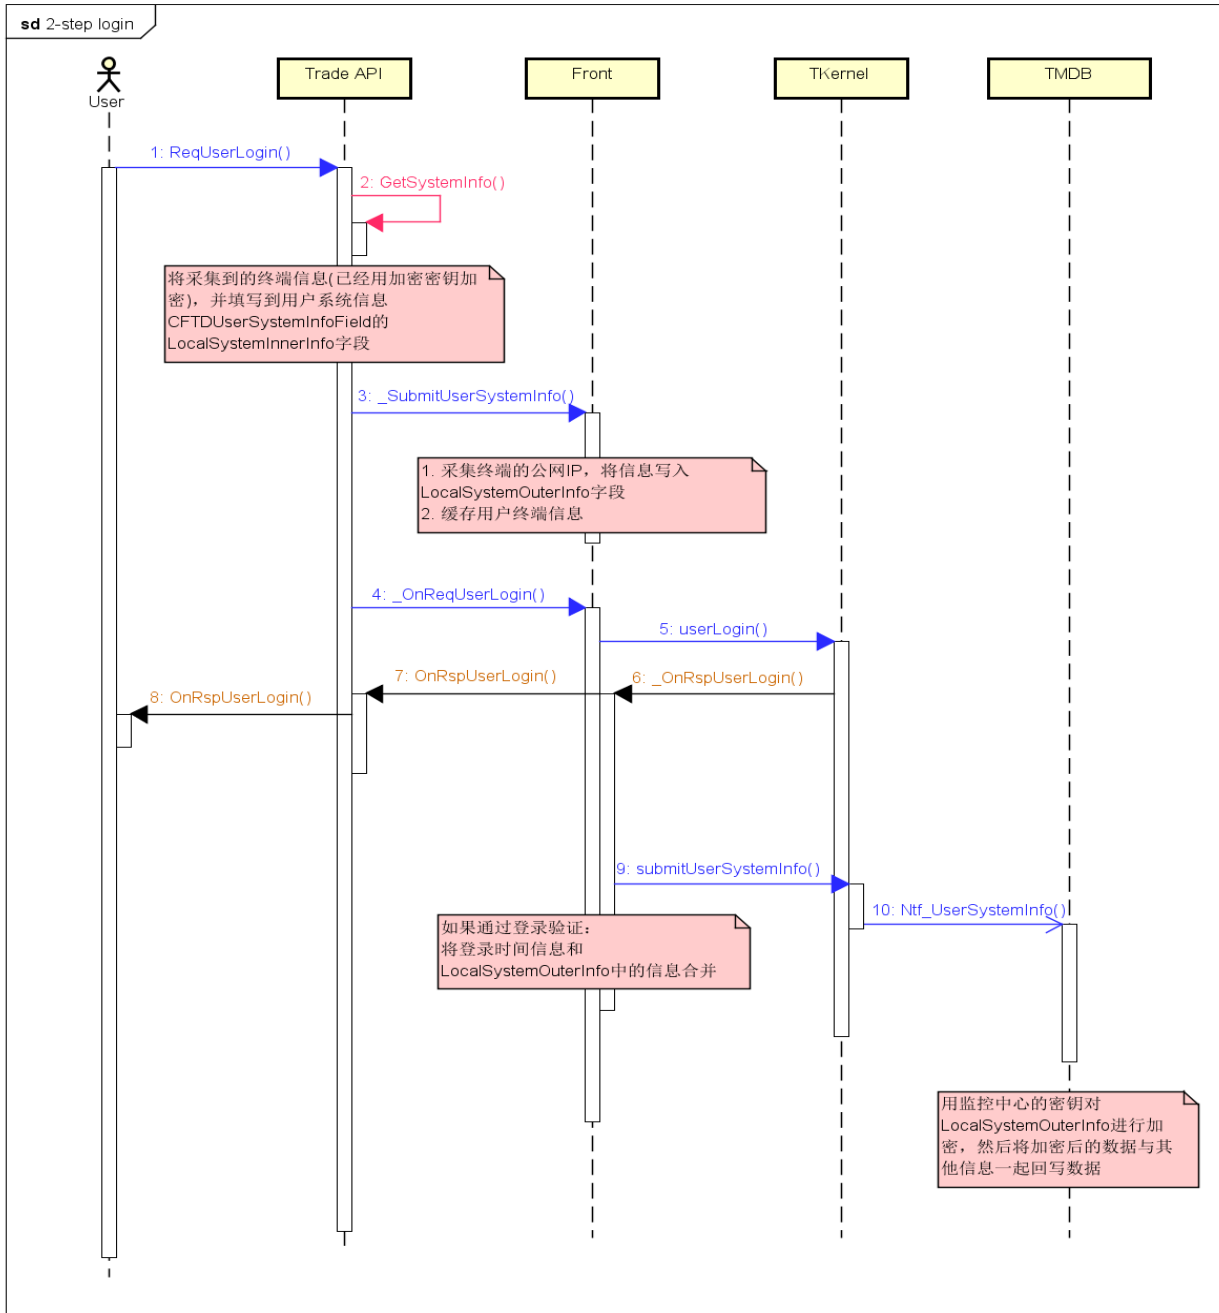 sd 2-step login
User
Trade API
Front
TKernel
TMDB
1: ReqUserLogin()
2: GetSystemInfo()
将采集到的终端信息(已经用加密密钥加
密)，并填写到用户系统信息
CFTDUserSystemInfoField的
LocalSystemInnerInfo字段
3: _SubmitUserSystemInfo()
1. 采集终端的公网IP，将信息写入
LocalSystemOuterInfo字段
2. 缓存用户终端信息
4: _OnReqUserLogin()
5: userLogin()
6: _OnRspUserLogin()
7: OnRspUserLogin()
8: OnRspUserLogin()
9: submitUserSystemInfo()
10: Ntf_UserSystemInfo()
如果通过登录验证：
将登录时间信息和
LocalSystemOuterInfo中的信息合并
用监控中心的密钥对
LocalSystemOuterInfo进行加
密，然后将加密后的数据与其
他信息一起回写数据